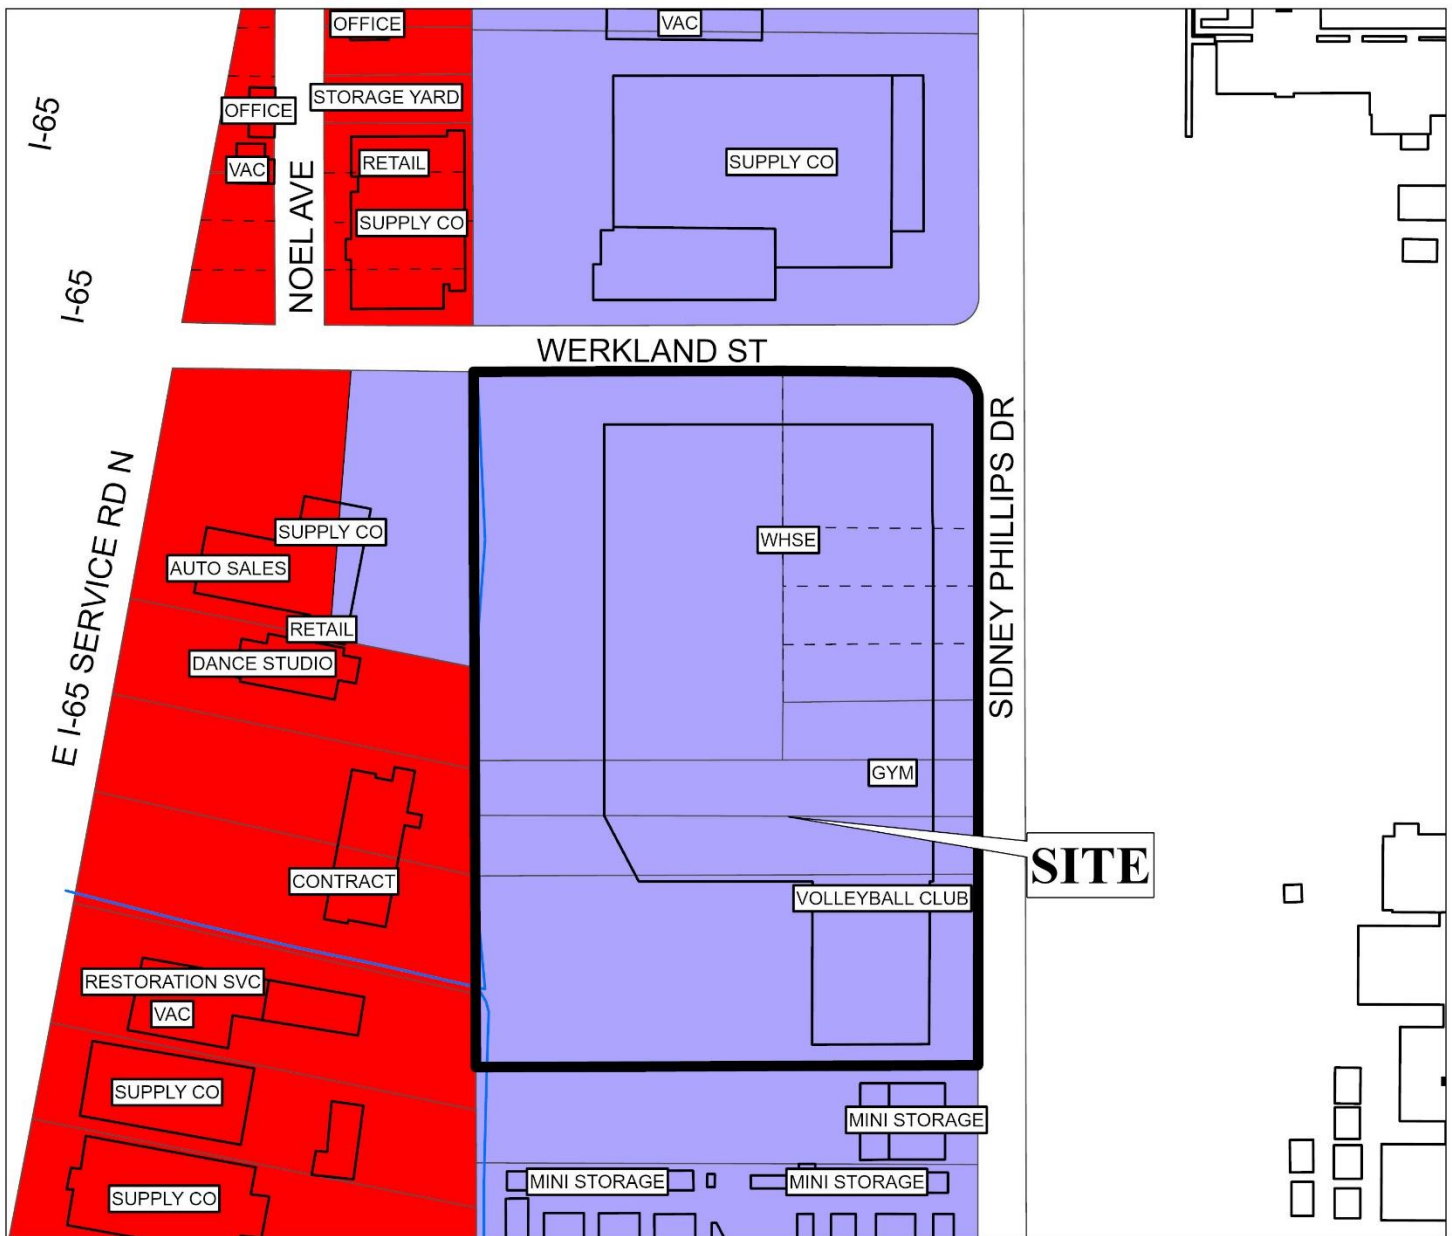 OFFICE
VAC
I-65
OFFICE
STORAGE YARD
VAC
RETAIL
SUPPLY CO
SUPPLY CO
NOEL AVE
I-65
WERKLAND ST
SIDNEY PHILLIPS DR
E I-65 SERVICE RD N
SUPPLY CO
WHSE
AUTO SALES
RETAIL
DANCE STUDIO
GYM
SITE
CONTRACT
VOLLEYBALL CLUB
RESTORATION SVC
VAC
SUPPLY CO
MINI STORAGE
MINI STORAGE
MINI STORAGE
SUPPLY CO